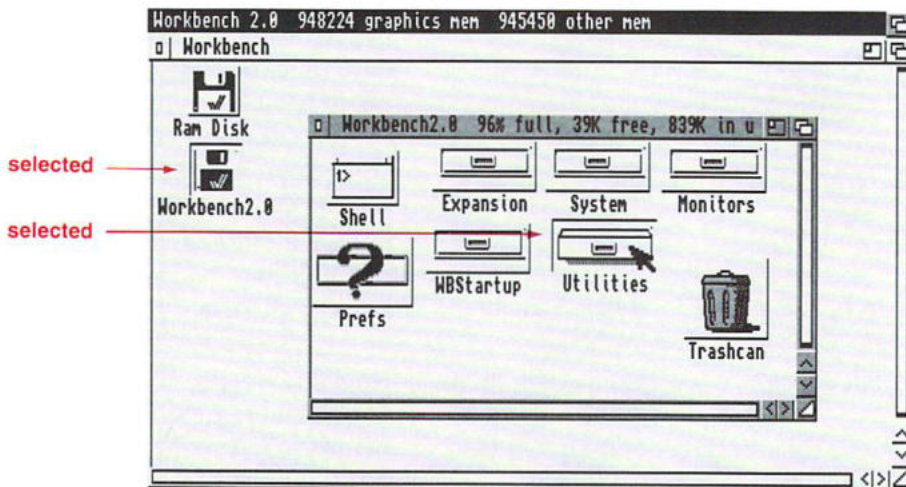 Workbench 2.0 948224 graphics mem 945450 other mem
Workbench
Ram Disk
selected
Workbench2.0
selected
Workbench2.0 96% full, 39K free, 839K in u
1>
Shell
Expansion
System
Monitors
Prefs
WBStartup
Utilities
Trashcan